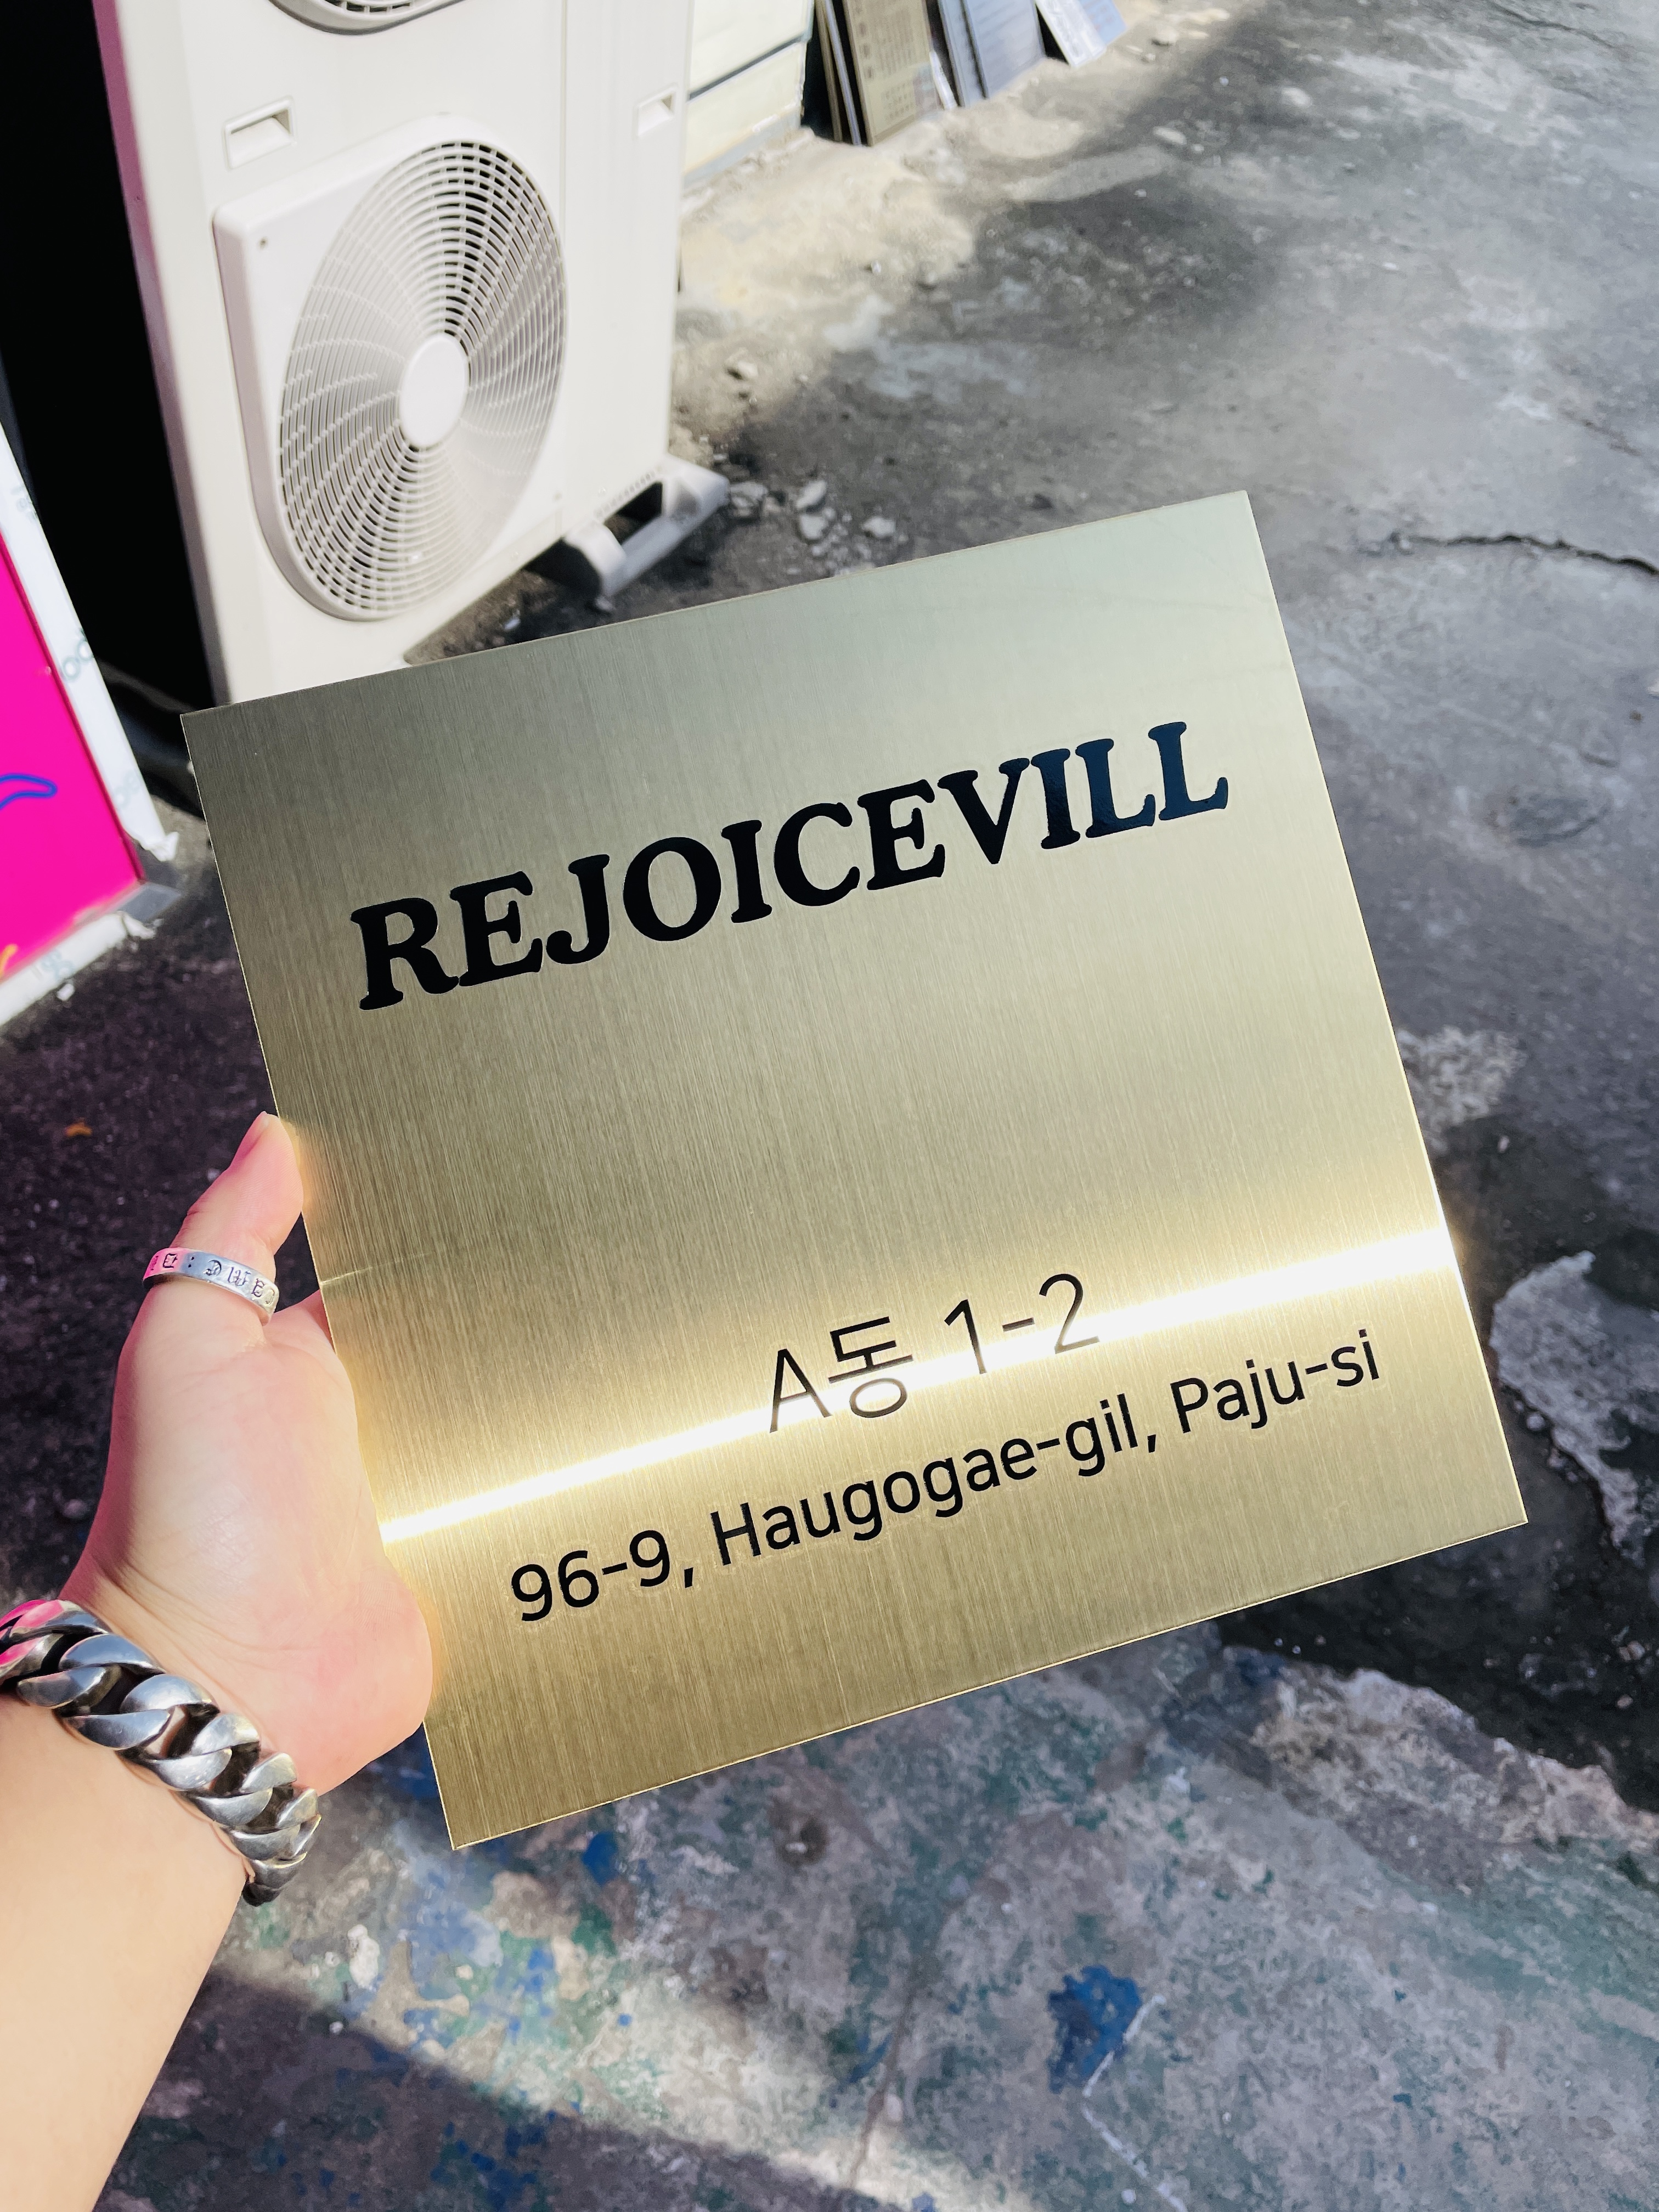 REJOICEVILL
A동 1-2
96-9, Haugogae-gil, Paju-si